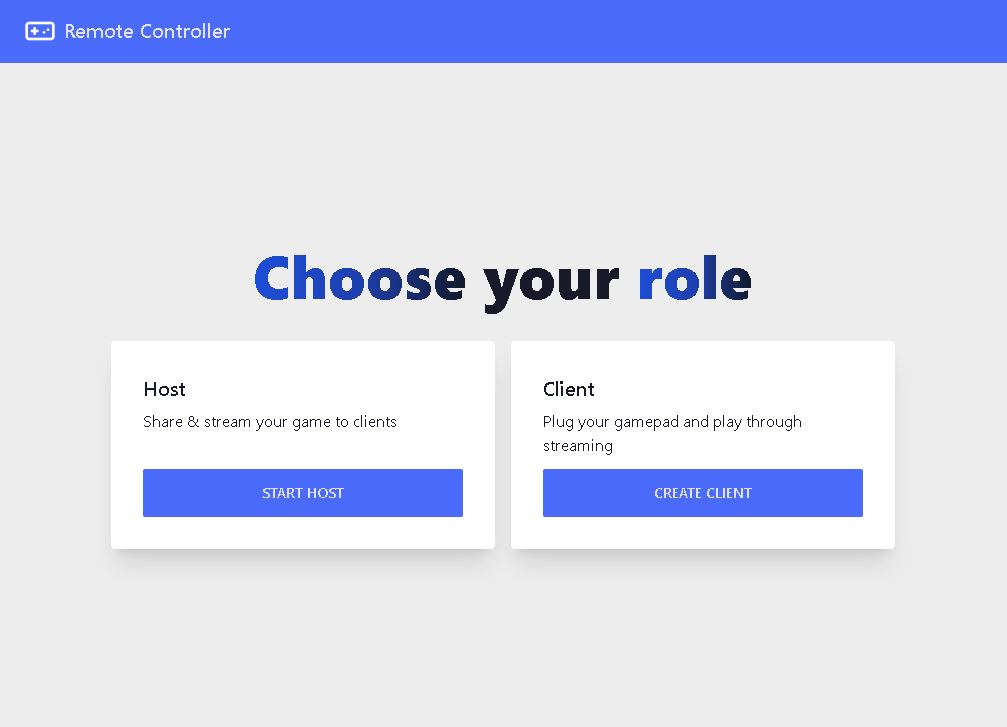 Remote Controller
Choose your role
Host
Share & stream your game to clients
START HOST
Client
Plug your gamepad and play through
streaming
CREATE CLIENT